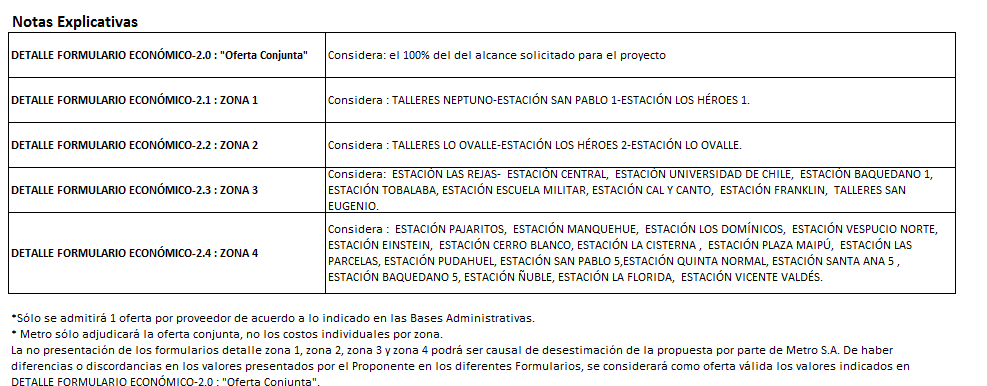 Notas Explicativas
DETALLE FORMULARIO ECONÓMICO-2.0 : "Oferta Conjunta"
Considera: el 100% del del alcance solicitado para el proyecto
DETALLE FORMULARIO ECONÓMICO-2.1 : ZONA 1
Considera : TALLERES NEPTUNO-ESTACIÓN SAN PABLO 1-ESTACIÓN LOS HÉROES 1.
DETALLE FORMULARIO ECONÓMICO-2.2 : ZONA 2
Considera : TALLERES LO OVALLE-ESTACIÓN LOS HÉROES 2-ESTACIÓN LO OVALLE.
DETALLE FORMULARIO ECONÓMICO-2.3 : ZONA 3
Considera: ESTACIÓN LAS REJAS- ESTACIÓN CENTRAL, ESTACIÓN UNIVERSIDAD DE CHILE, ESTACIÓN BAQUEDANO 1,
ESTACIÓN TOBALABA, ESTACIÓN ESCUELA MILITAR, ESTACIÓN CAL Y CANTO, ESTACIÓN FRANKLIN, TALLERES SAN
EUGENIO.
DETALLE FORMULARIO ECONÓMICO-2.4 : ZONA 4
Considera : ESTACIÓN PAJARITOS, ESTACIÓN MANQUEHUE, ESTACIÓN LOS DOMÍNICOS, ESTACIÓN VESPUCIO NORTE,
ESTACIÓN EINSTEIN, ESTACIÓN CERRO BLANCO, ESTACIÓN LA CISTERNA , ESTACIÓN PLAZA MAIPÚ, ESTACIÓN LAS
PARCELAS, ESTACIÓN PUDAHUEL, ESTACIÓN SAN PABLO 5,ESTACIÓN QUINTA NORMAL, ESTACIÓN SANTA ANA 5 ,
ESTACIÓN BAQUEDANO 5, ESTACIÓN ÑUBLE, ESTACIÓN LA FLORIDA, ESTACIÓN VICENTE VALDÉS.
*Sólo se admitirá 1 oferta por proveedor de acuerdo a lo indicado en las Bases Administrativas.
* Metro sólo adjudicará la oferta conjunta, no los costos individuales por zona.
La no presentación de los formularios detalle zona 1, zona 2, zona 3 y zona 4 podrá ser causal de desestimación de la propuesta por parte de Metro S.A. De haber
diferencias o discordancias en los valores presentados por el Proponente en los diferentes Formularios, se considerará como oferta válida los valores indicados en
DETALLE FORMULARIO ECONÓMICO-2.0 : "Oferta Conjunta".